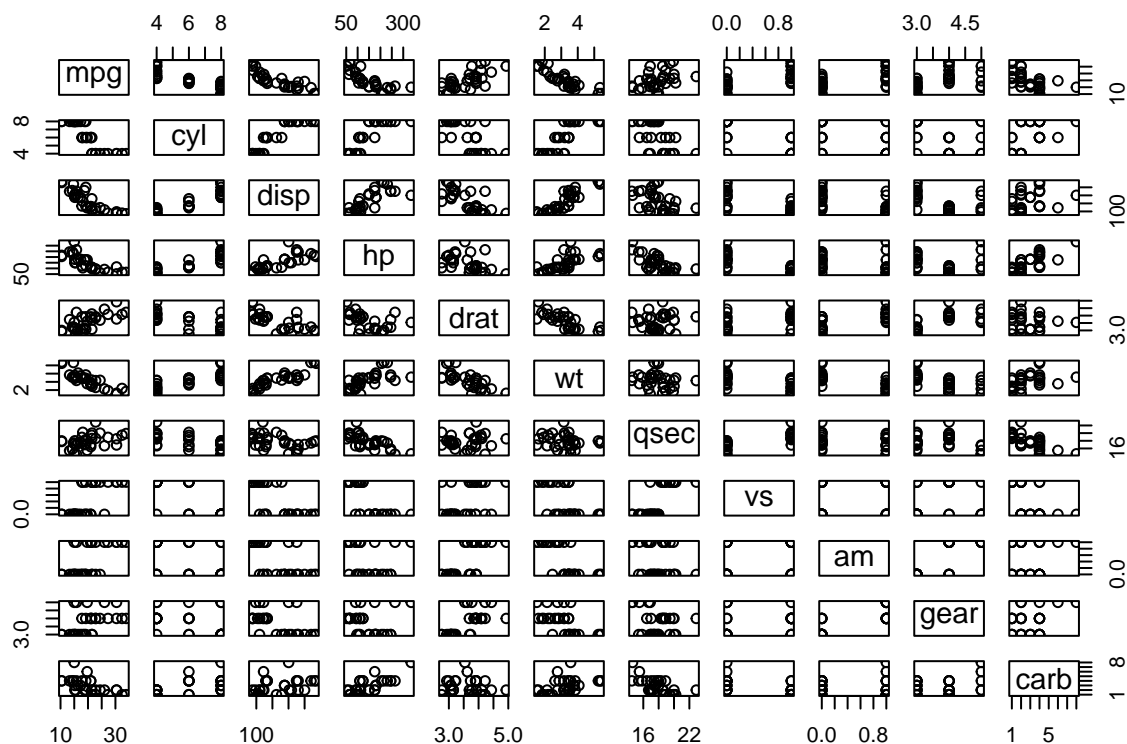 4 6 8 50 300 2 4 0.0 1.0 3.0 4.5
mpg 10
4 8 cyl
disp 100
50 hp
drat 3.0
2 wt
qsec 16
0.0 vs
am 0.0
3.0 gear
carb 1 8
10 30 100 3.0 5.0 16 22 0.0 1.0 1 5